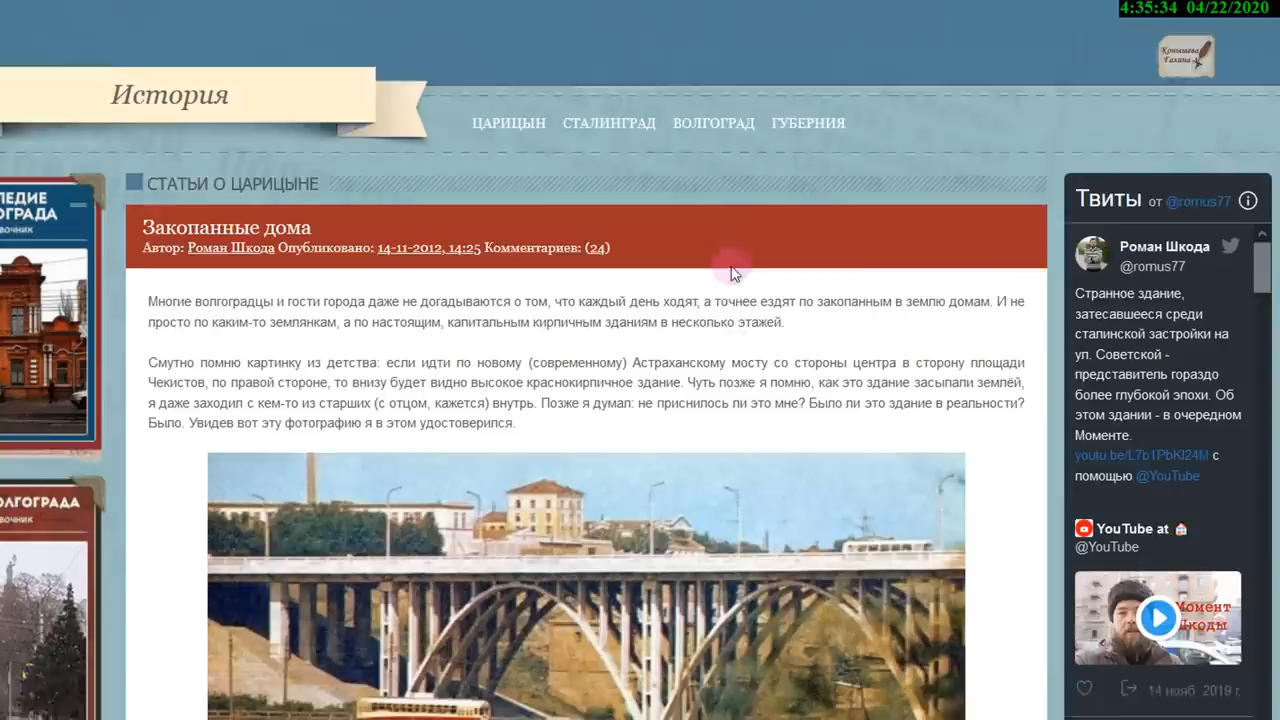 4:35:34 04/22/2020
Конышева
Галина
История
ЦАРИЦЫН СТАЛИНГРАД ВОЛГОГРАД ГУБЕРНИЯ
ЛЕДИЕ
ОГРАДА
ВОЧНИК
ОЛГОГРАДА
ВОЧНИК
СТАТЬИ О ЦАРИЦЫНЕ
Закопанные дома
Автор: Роман Шкода Опубликовано: 14-11-2012, 14:25 Комментариев: (24)
Многие волгоградцы и гости города даже не догадываются о том, что каждый день ходят, а точнее ездят по закопанным в землю домам. И не
просто по каким-то землянкам, а по настоящим, капитальным кирпичным зданиям в несколько этажей.
Смутно помню картинку из детства: если идти по новому (современному) Астраханскому мосту со стороны центра в сторону площади
Чекистов, по правой стороне, то внизу будет видно высокое краснокирпичное здание. Чуть позже я помню, как это здание засыпали землёй,
я даже заходил с кем-то из старших (с отцом, кажется) внутрь. Позже я думал: не приснилось ли это мне? Было ли это здание в реальности?
Было. Увидев вот эту фотографию я в этом удостоверился.
Твиты от @romus77
Роман Шкода
@romus77
Странное здание,
затесавшееся среди
сталинской застройки на
ул. Советской -
представитель гораздо
более глубокой эпохи. Об
этом здании - в очередном
Моменте.
youtu.be/L7b1PbKl24M с
помощью @YouTube
YouTube at
@YouTube
Момент
Шкоды
14 нояб. 2019 г.